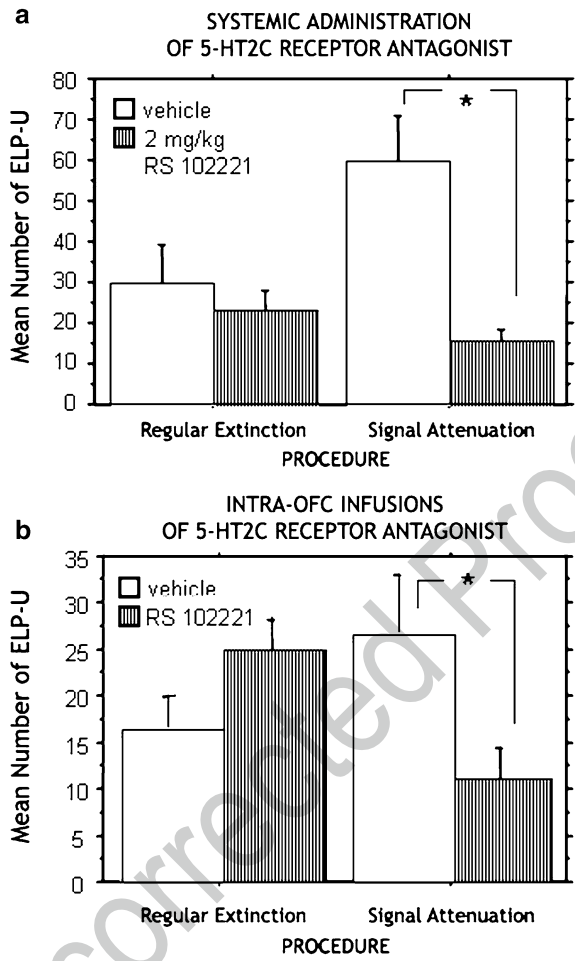 a
SYSTEMIC ADMINISTRATION
OF 5-HT2C RECEPTOR ANTAGONIST
Mean Number of ELP-U
80
70
60
50
40
30
20
10
0
vehicle
2 mg/kg
RS 102221
*
Regular Extinction
Signal Attenuation
PROCEDURE
b
INTRA-OFC INFUSIONS
OF 5-HT2C RECEPTOR ANTAGONIST
Mean Number of ELP-U
35
30
25
20
15
10
5
0
vehicle
RS 102221
*
Regular Extinction
Signal Attenuation
PROCEDURE
corrected Proo